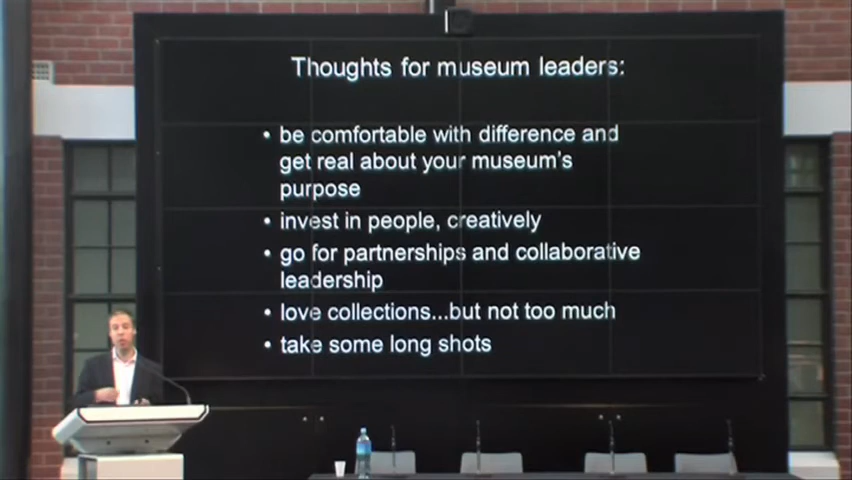 Thoughts for museum leaders:
• be comfortable with difference and
get real about your museum's
purpose
• invest in people, creatively
• go for partnerships and collaborative
leadership
• love collections...but not too much
• take some long shots